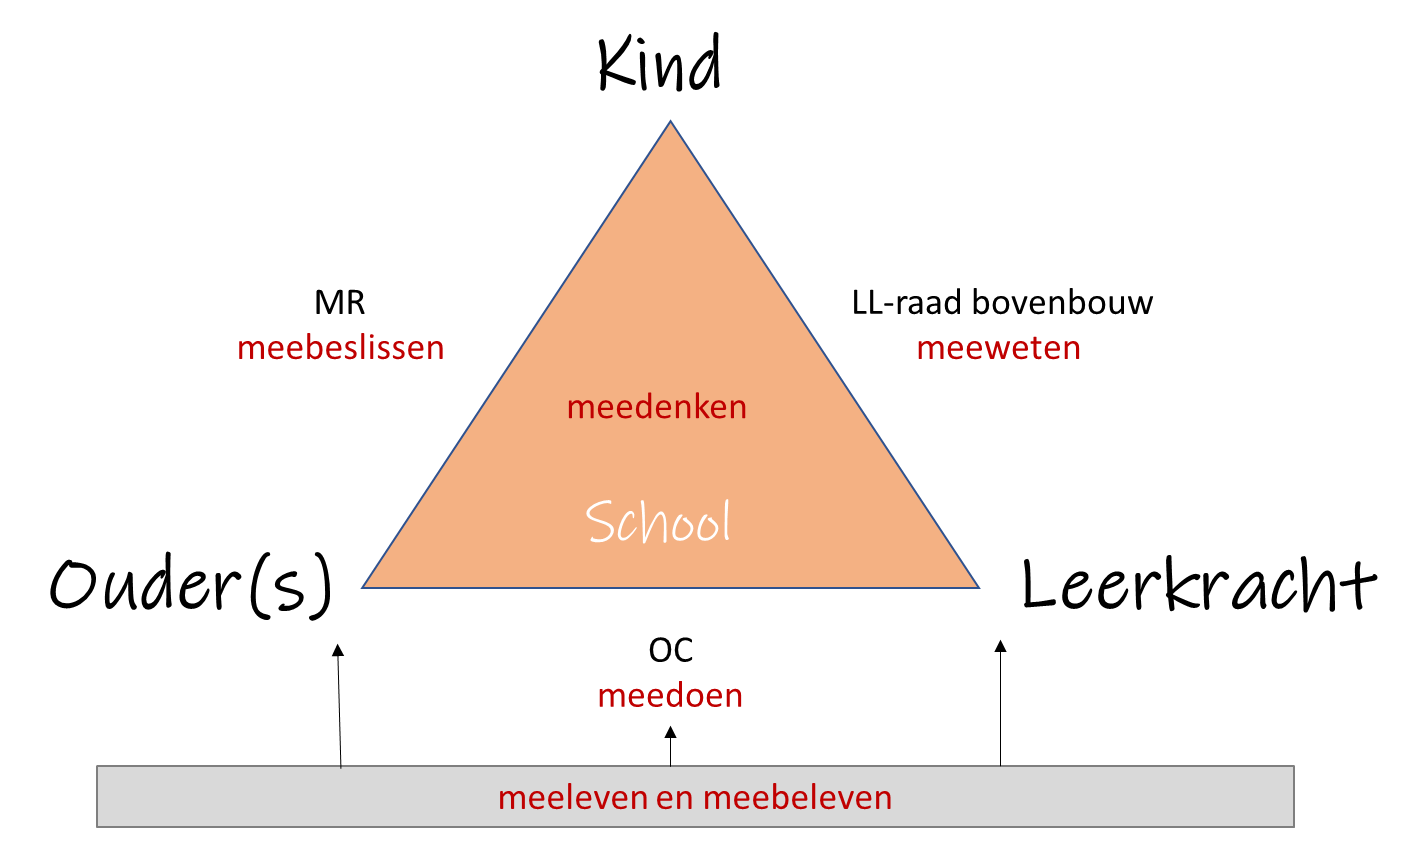 Kind
MR
meebeslissen
LL-raad bovenbouw
meeweten
meedenken
School
Ouder(s)
Leerkracht
OC
meedoen
meeleven en meebeleven